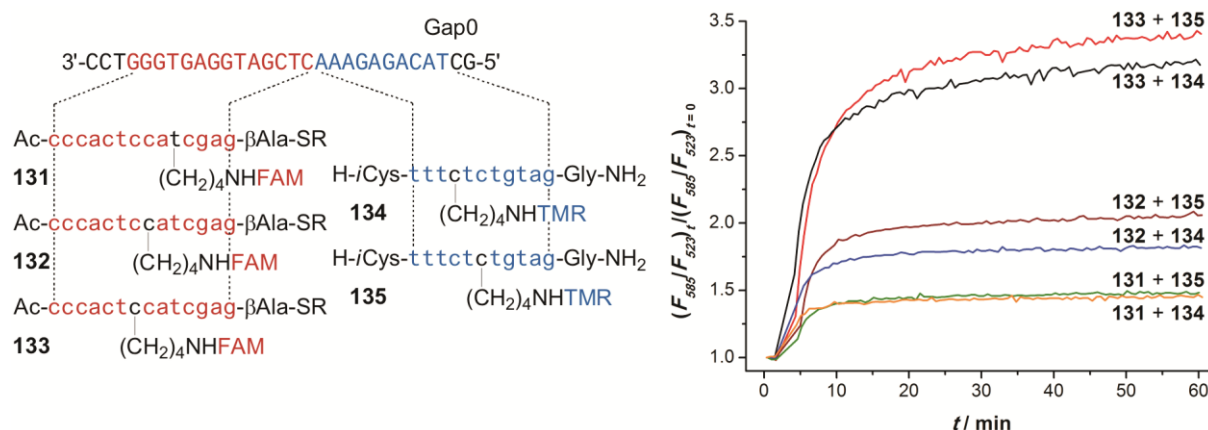 Gap0
3'-CCTGGGTGAGGTAGCTCAAAGAGACATCG-5'
Ac-cccactccatcgag-βAla-SR
131
(CH2)4NHFAM
Ac-cccactccatcgag-βAla-SR
132
(CH2)4NHFAM
Ac-cccactccatcgag-βAla-SR
133
(CH2)4NHFAM
H-iCys-tttctctgtag-Gly-NH2
134
(CH2)4NHTMR
H-iCys-tttctctgtag-Gly-NH2
135
(CH2)4NHTMR
(F585/F523)t/(F585/F523)t = 0
3.5
3.0
2.5
2.0
1.5
1.0
133 + 135
133 + 134
132 + 135
132 + 134
131 + 135
131 + 134
0 10 20 30 40 50 60
t/ min